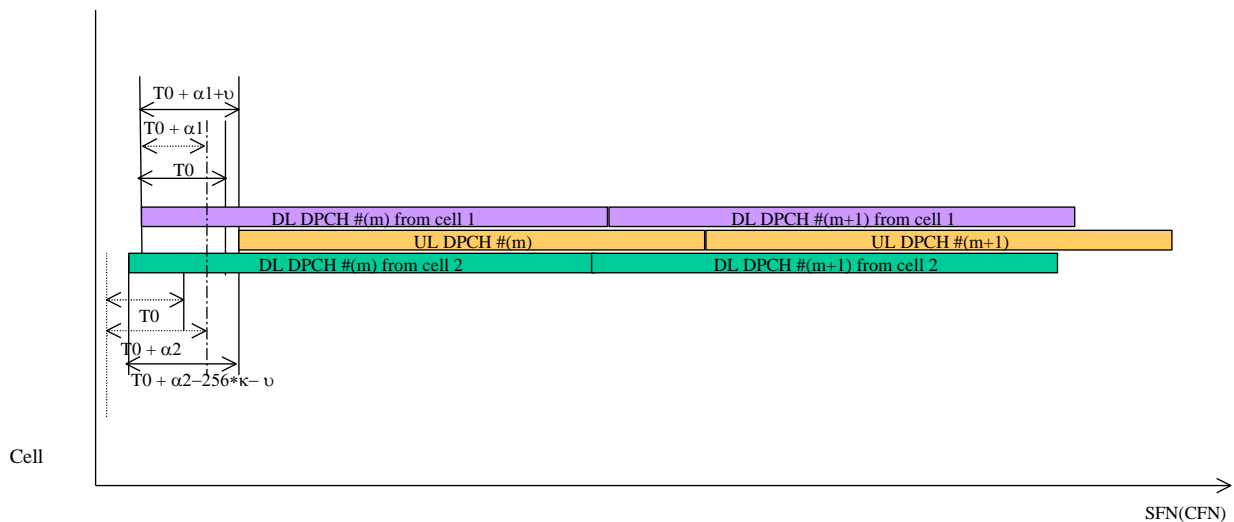 T0 + α1+υ
T0 + α1
T0
DL DPCH #(m) from cell 1 DL DPCH #(m+1) from cell 1
UL DPCH #(m) UL DPCH #(m+1)
DL DPCH #(m) from cell 2 DL DPCH #(m+1) from cell 2
T0
T0 + α2
T0 + α2−256∗κ− υ
Cell
SFN(CFN)